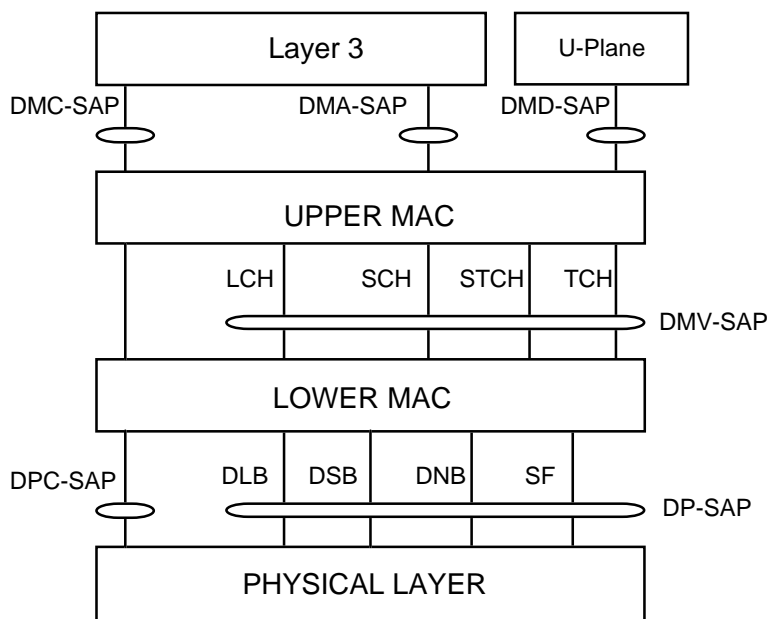 Layer 3
U-Plane
DMC-SAP
DMA-SAP
DMD-SAP
UPPER MAC
LCH
SCH
STCH
TCH
DMV-SAP
LOWER MAC
DPC-SAP
DLB
DSB
DNB
SF
DP-SAP
PHYSICAL LAYER